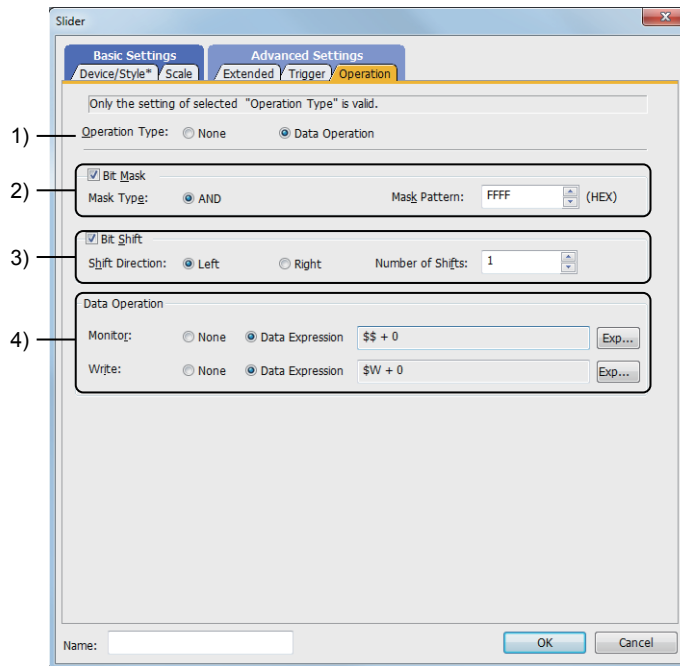 Slider
Basic Settings Advanced Settings
Device/Style* Scale Extended Trigger Operation
Only the setting of selected "Operation Type" is valid.
1) Operation Type: None Data Operation
2) Bit Mask
Mask Type: AND Mask Pattern: FFFF (HEX)
3) Bit Shift
Shift Direction: Left Right Number of Shifts: 1
4) Data Operation
Monitor: None Data Expression $$ + 0 Exp...
Write: None Data Expression $W + 0 Exp...
Name: OK Cancel